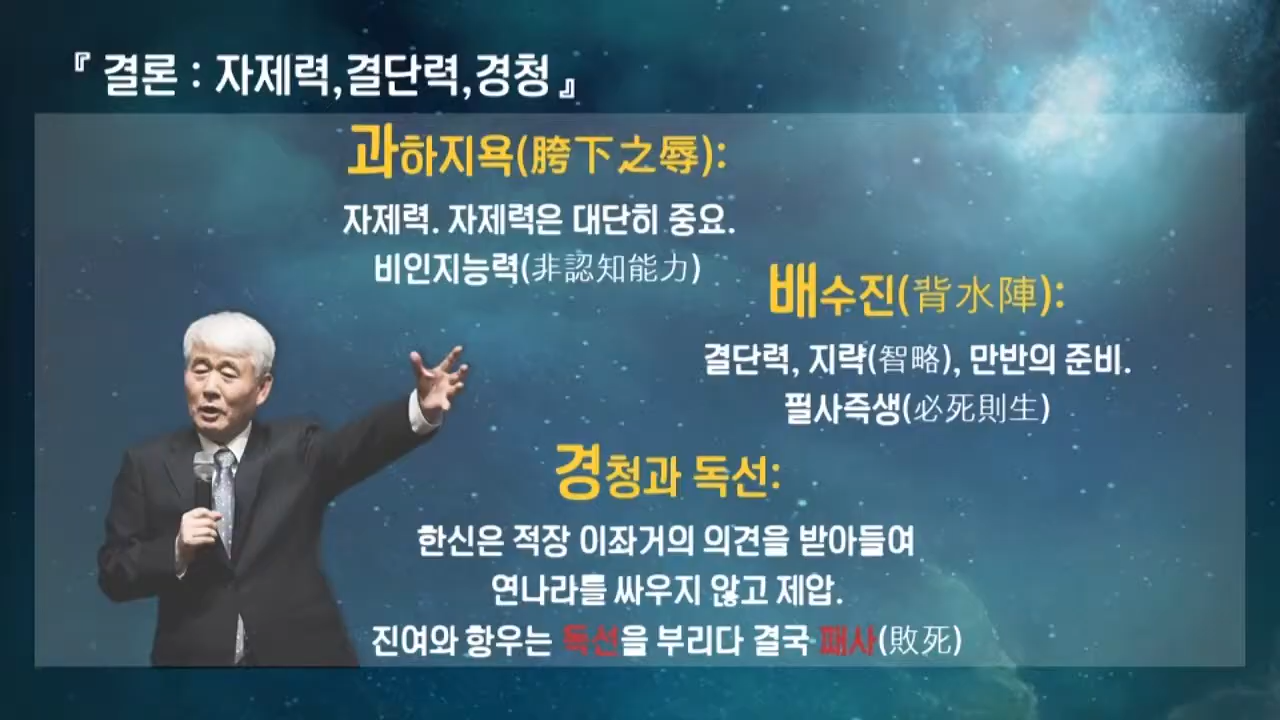 『 결론 : 자제력,결단력,경청 』
과하지욕(胯下之辱):
자제력. 자제력은 대단히 중요.
비인지능력(非認知能力)
배수진(背水陣):
결단력, 지략(智略), 만반의 준비.
필사즉생(必死則生)
경청과 독선:
한신은 적장 이좌거의 의견을 받아들여
연나라를 싸우지 않고 제압.
진여와 항우는 독선을 부리다 결국 패사(敗死)